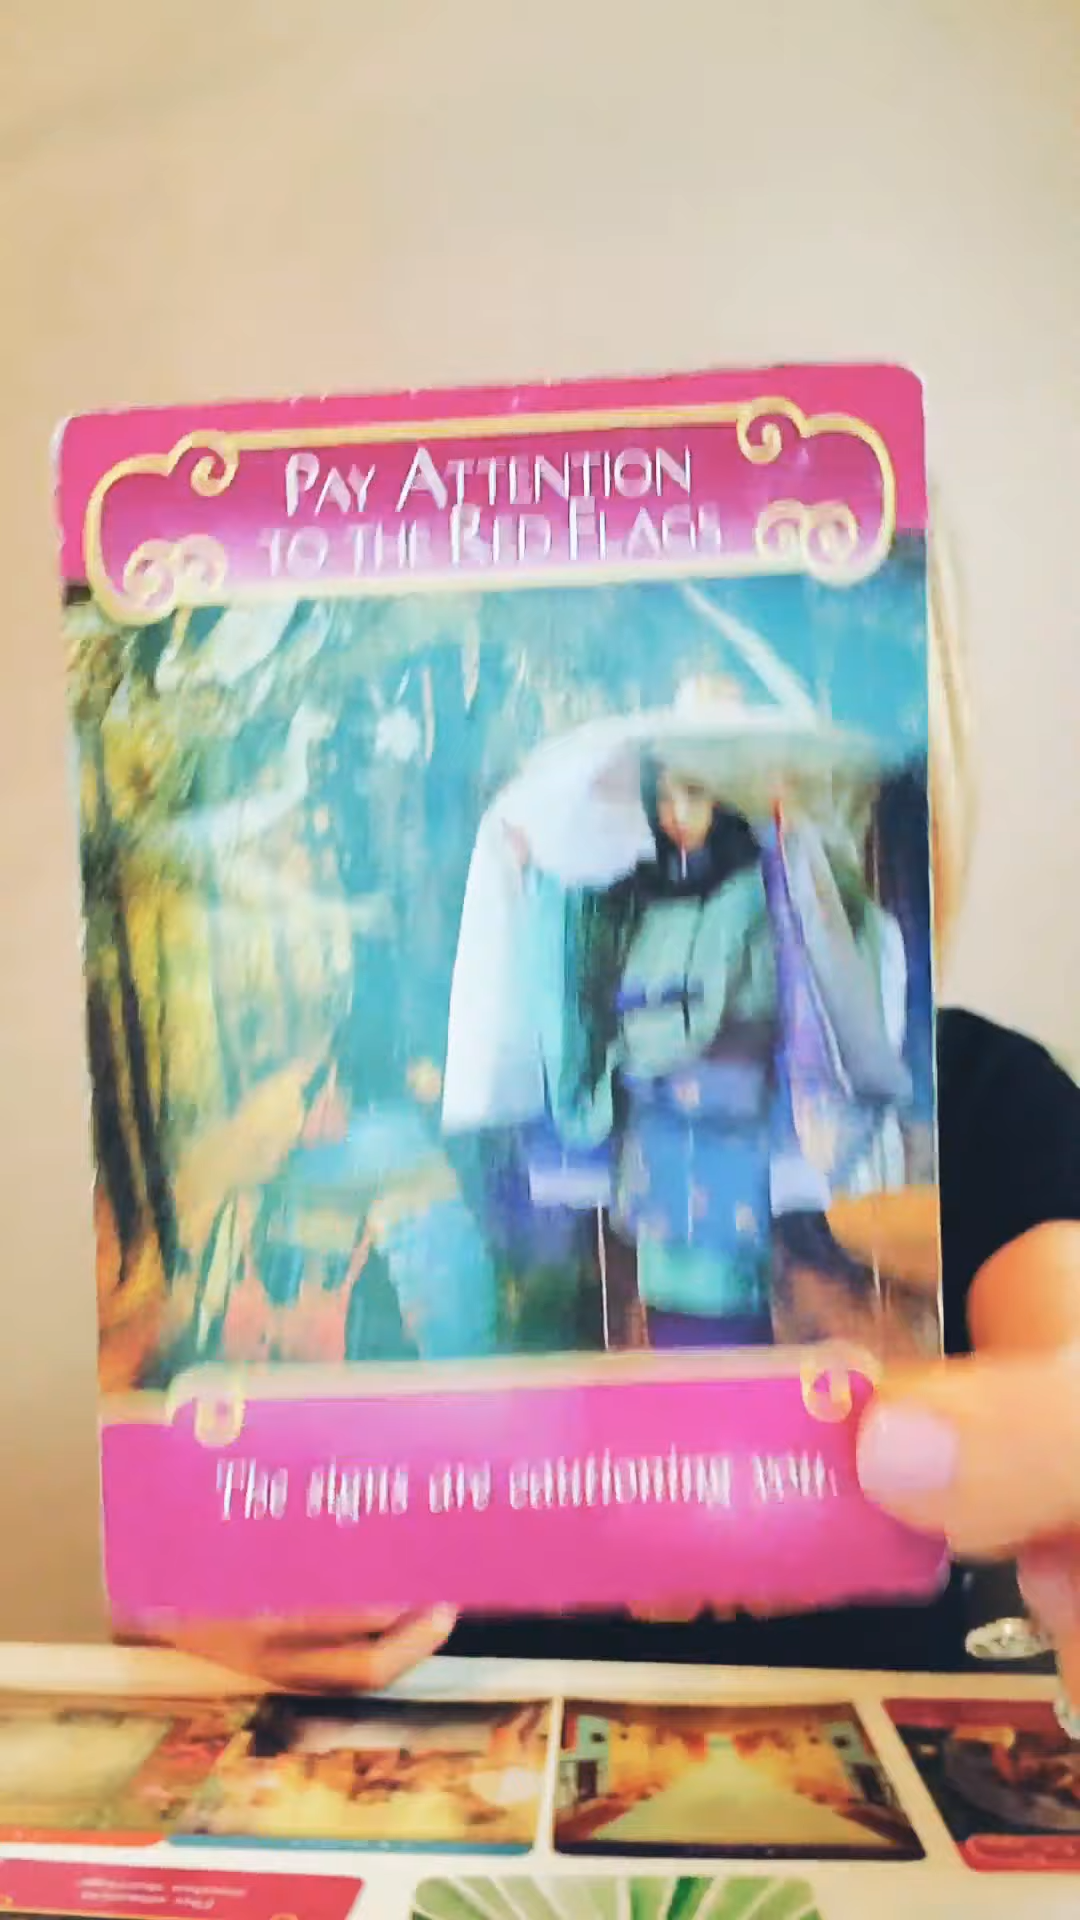 PAY ATTENTION
TO THE RED FLAGS
The signs are cautioning you.